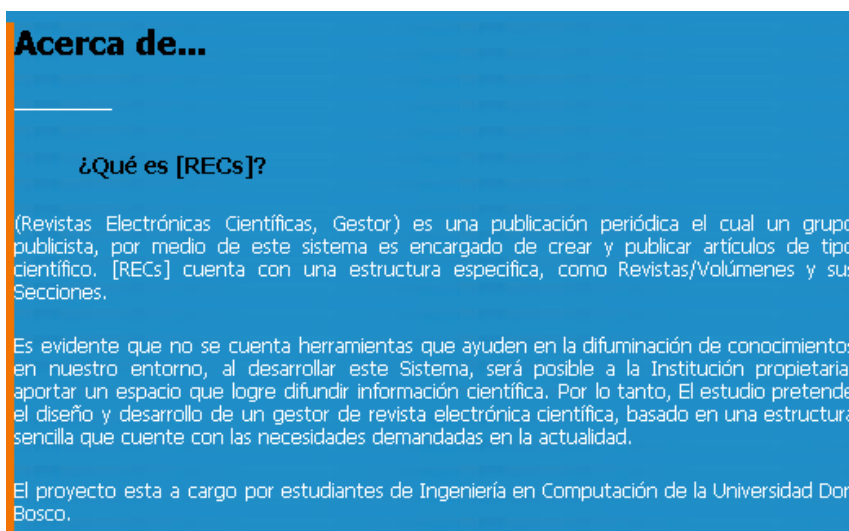 Acerca de...
¿Qué es [RECs]?
(Revistas Electrónicas Científicas, Gestor) es una publicación periódica el cual un grupo
publicista, por medio de este sistema es encargado de crear y publicar artículos de tipo
científico. [RECs] cuenta con una estructura especifica, como Revistas/Volúmenes y sus
Secciones.
Es evidente que no se cuenta herramientas que ayuden en la difuminación de conocimientos
en nuestro entorno, al desarrollar este Sistema, será posible a la Institución propietaria
aportar un espacio que logre difundir información científica. Por lo tanto, El estudio pretende
el diseño y desarrollo de un gestor de revista electrónica científica, basado en una estructura
sencilla que cuente con las necesidades demandadas en la actualidad.
El proyecto esta a cargo por estudiantes de Ingeniería en Computación de la Universidad Don
Bosco.